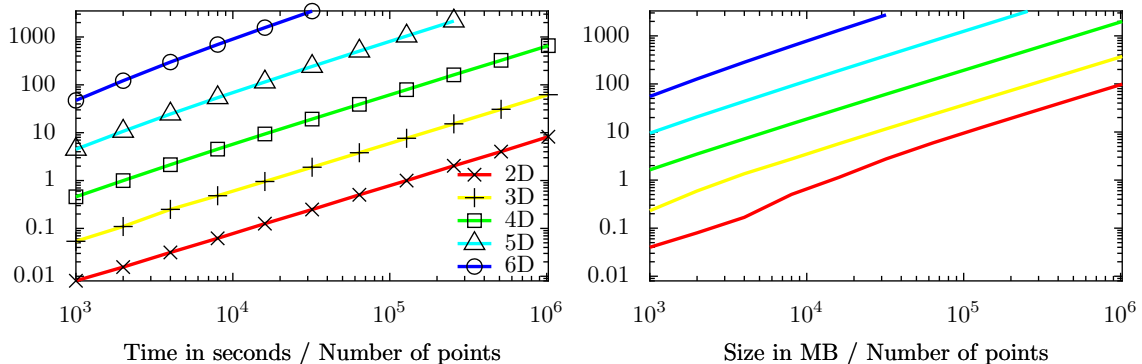 1000
100
10
1
0.1
0.01
10³ 10⁴ 10⁵ 10⁶
Time in seconds / Number of points
2D
3D
4D
5D
6D
1000
100
10
1
0.1
0.01
10³ 10⁴ 10⁵ 10⁶
Size in MB / Number of points